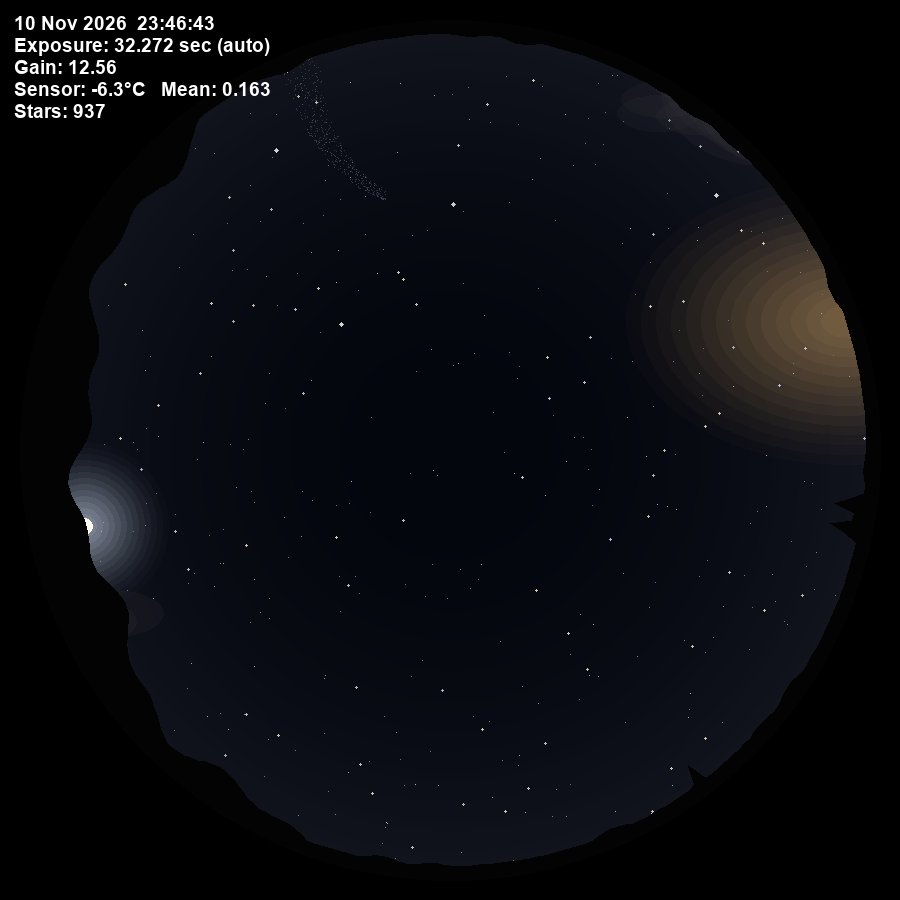 10 Nov 2026  23:46:43
Exposure: 32.272 sec (auto)
Gain: 12.56
Sensor: -6.3°C   Mean: 0.163
Stars: 937